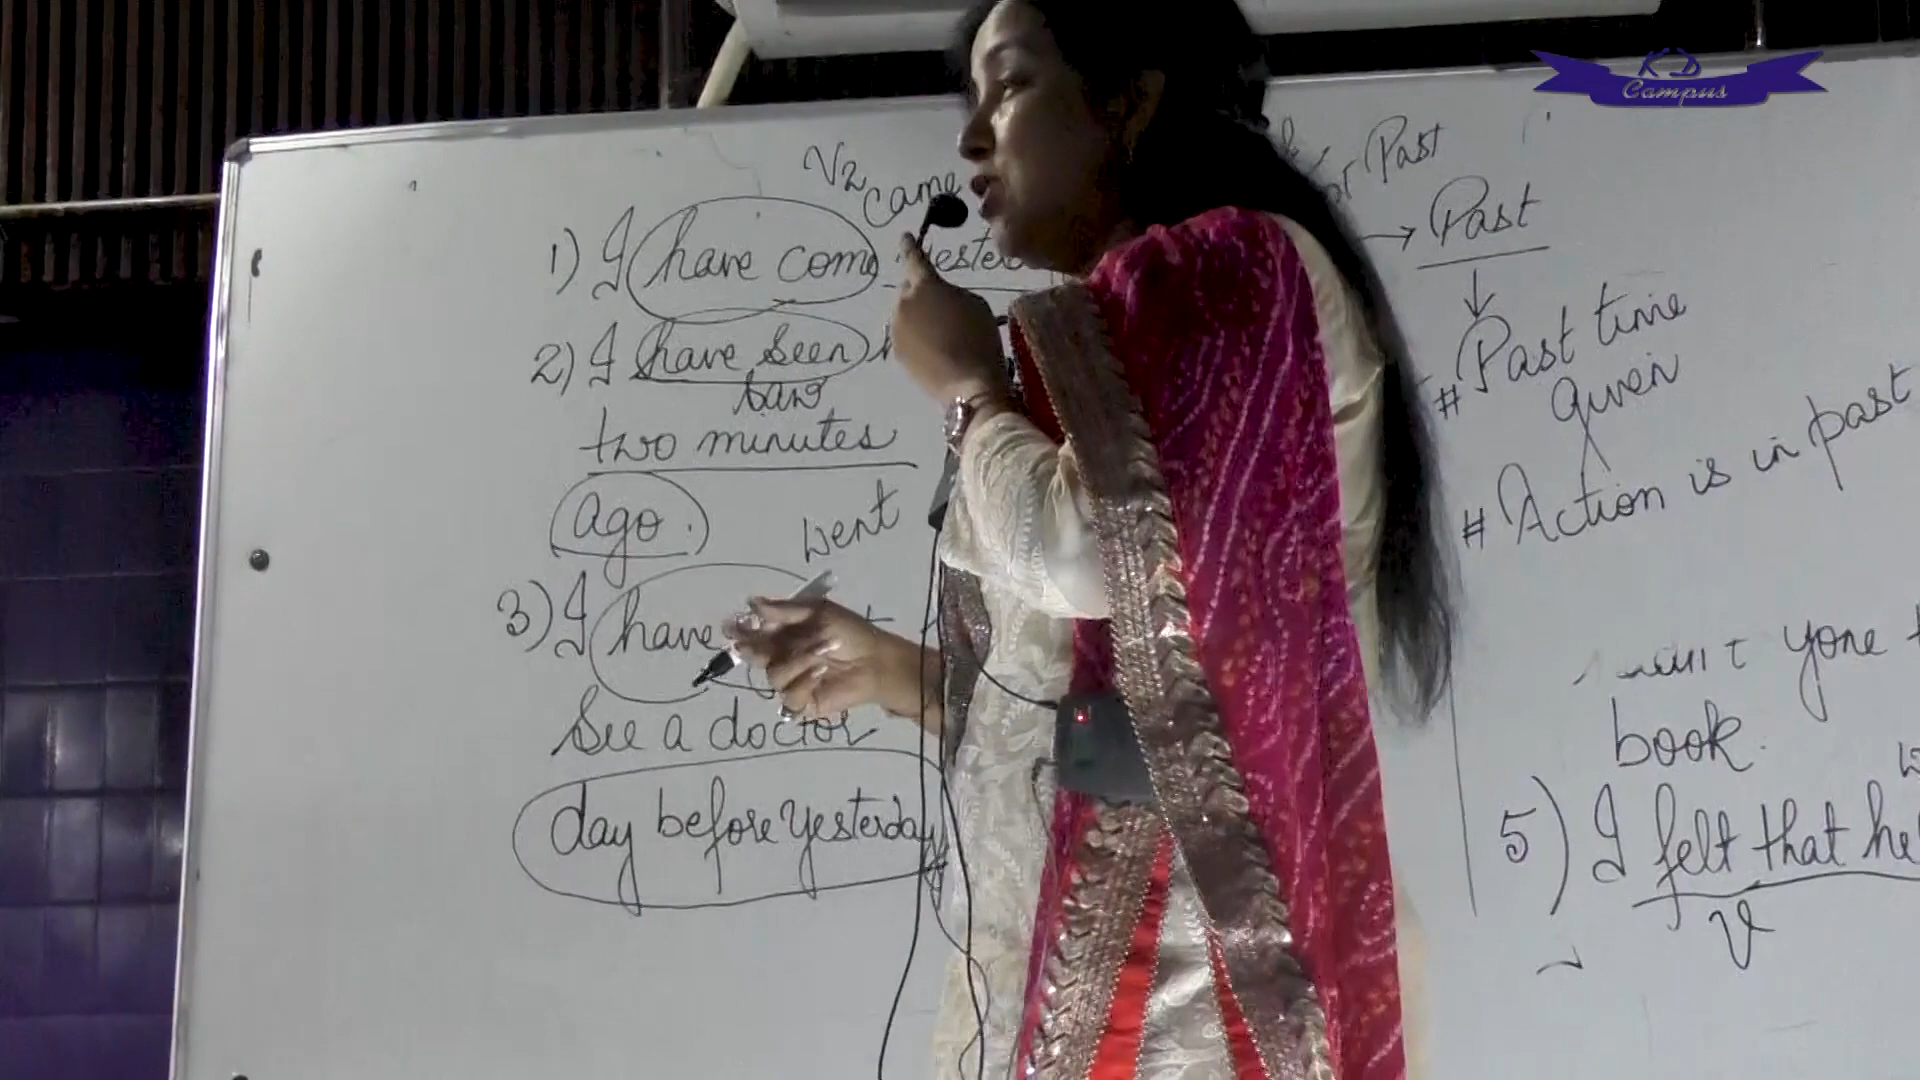 KD
Campus
V2
came
1) I have come
2) I have seen
saw
two minutes
ago.
went
3) I have
See a doctor
day before yesterday
Past
→ Past
↓
# Past time
given
# Action is in past
yone
book.
5) I felt that he
V